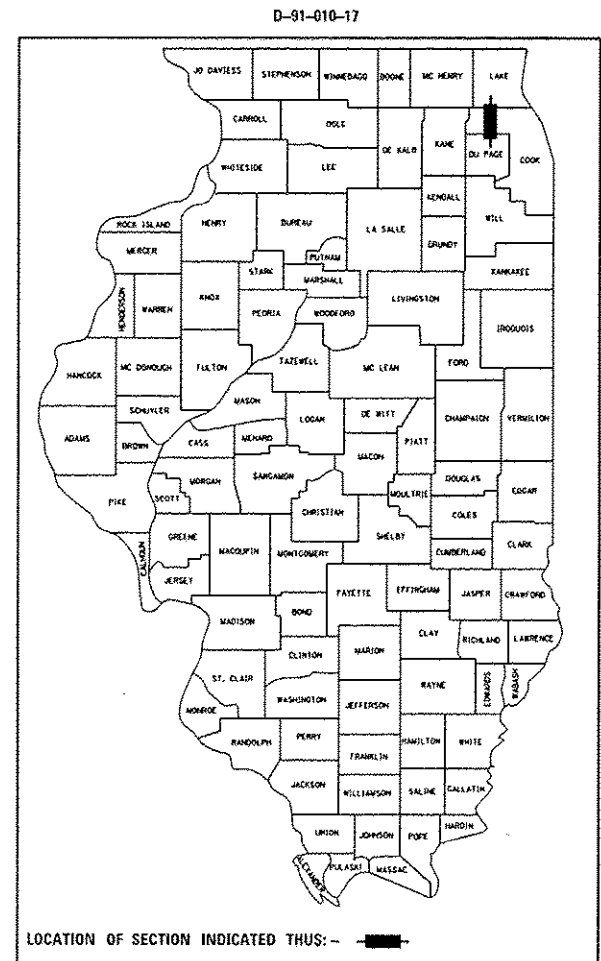 D-91-010-17
JO DAVIESS STEPHENSON WINNEBAGO BOONE MC HENRY LAKE
CARROLL OGLE
DE KALB KANE DU PAGE COOK
WHITESIDE LEE
KENDALL WILL
ROCK ISLAND HENRY BUREAU LA SALLE
MERCER PUTNAM GRUNDY
STARK MARSHALL KANKAKEE
HENDERSON WARREN KNOX PEORIA WOODFORD LIVINGSTON
IROQUOIS
HANCOCK MC DONOUGH FULTON TAZEWELL MC LEAN FORD
SCHUYLER MASON
LOGAN DE WITT CHAMPAIGN VERMILION
ADAMS BROWN CASS MENARD PIATT
MACON
PIKE SCOTT MORGAN SANGAMON MOULTRIE DOUGLAS EDGAR
CHRISTIAN COLES
SHELBY
CALHOUN GREENE MACOUPIN MONTGOMERY CUMBERLAND CLARK
JERSEY FAYETTE EFFINGHAM JASPER CRAWFORD
MADISON BOND
CLAY RICHLAND LAWRENCE
CLINTON MARION
ST. CLAIR WAYNE EDWARDS WABASH
WASHINGTON JEFFERSON
MONROE
RANDOLPH PERRY HAMILTON WHITE
FRANKLIN
JACKSON WILLIAMSON SALINE GALLATIN
UNION JOHNSON POPE HARDIN
ALEXANDER PULASKI MASSAC
LOCATION OF SECTION INDICATED THUS: -